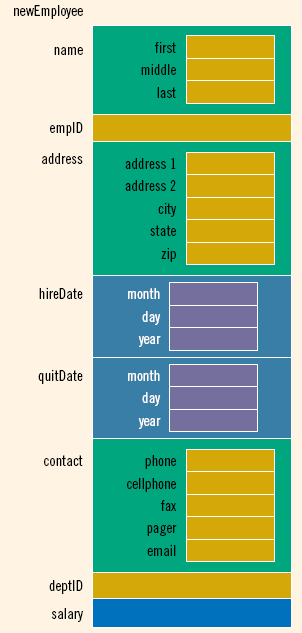 newEmployee
name
first
middle
last
empID
address
address 1
address 2
city
state
zip
hireDate
month
day
year
quitDate
month
day
year
contact
phone
cellphone
fax
pager
email
deptID
salary